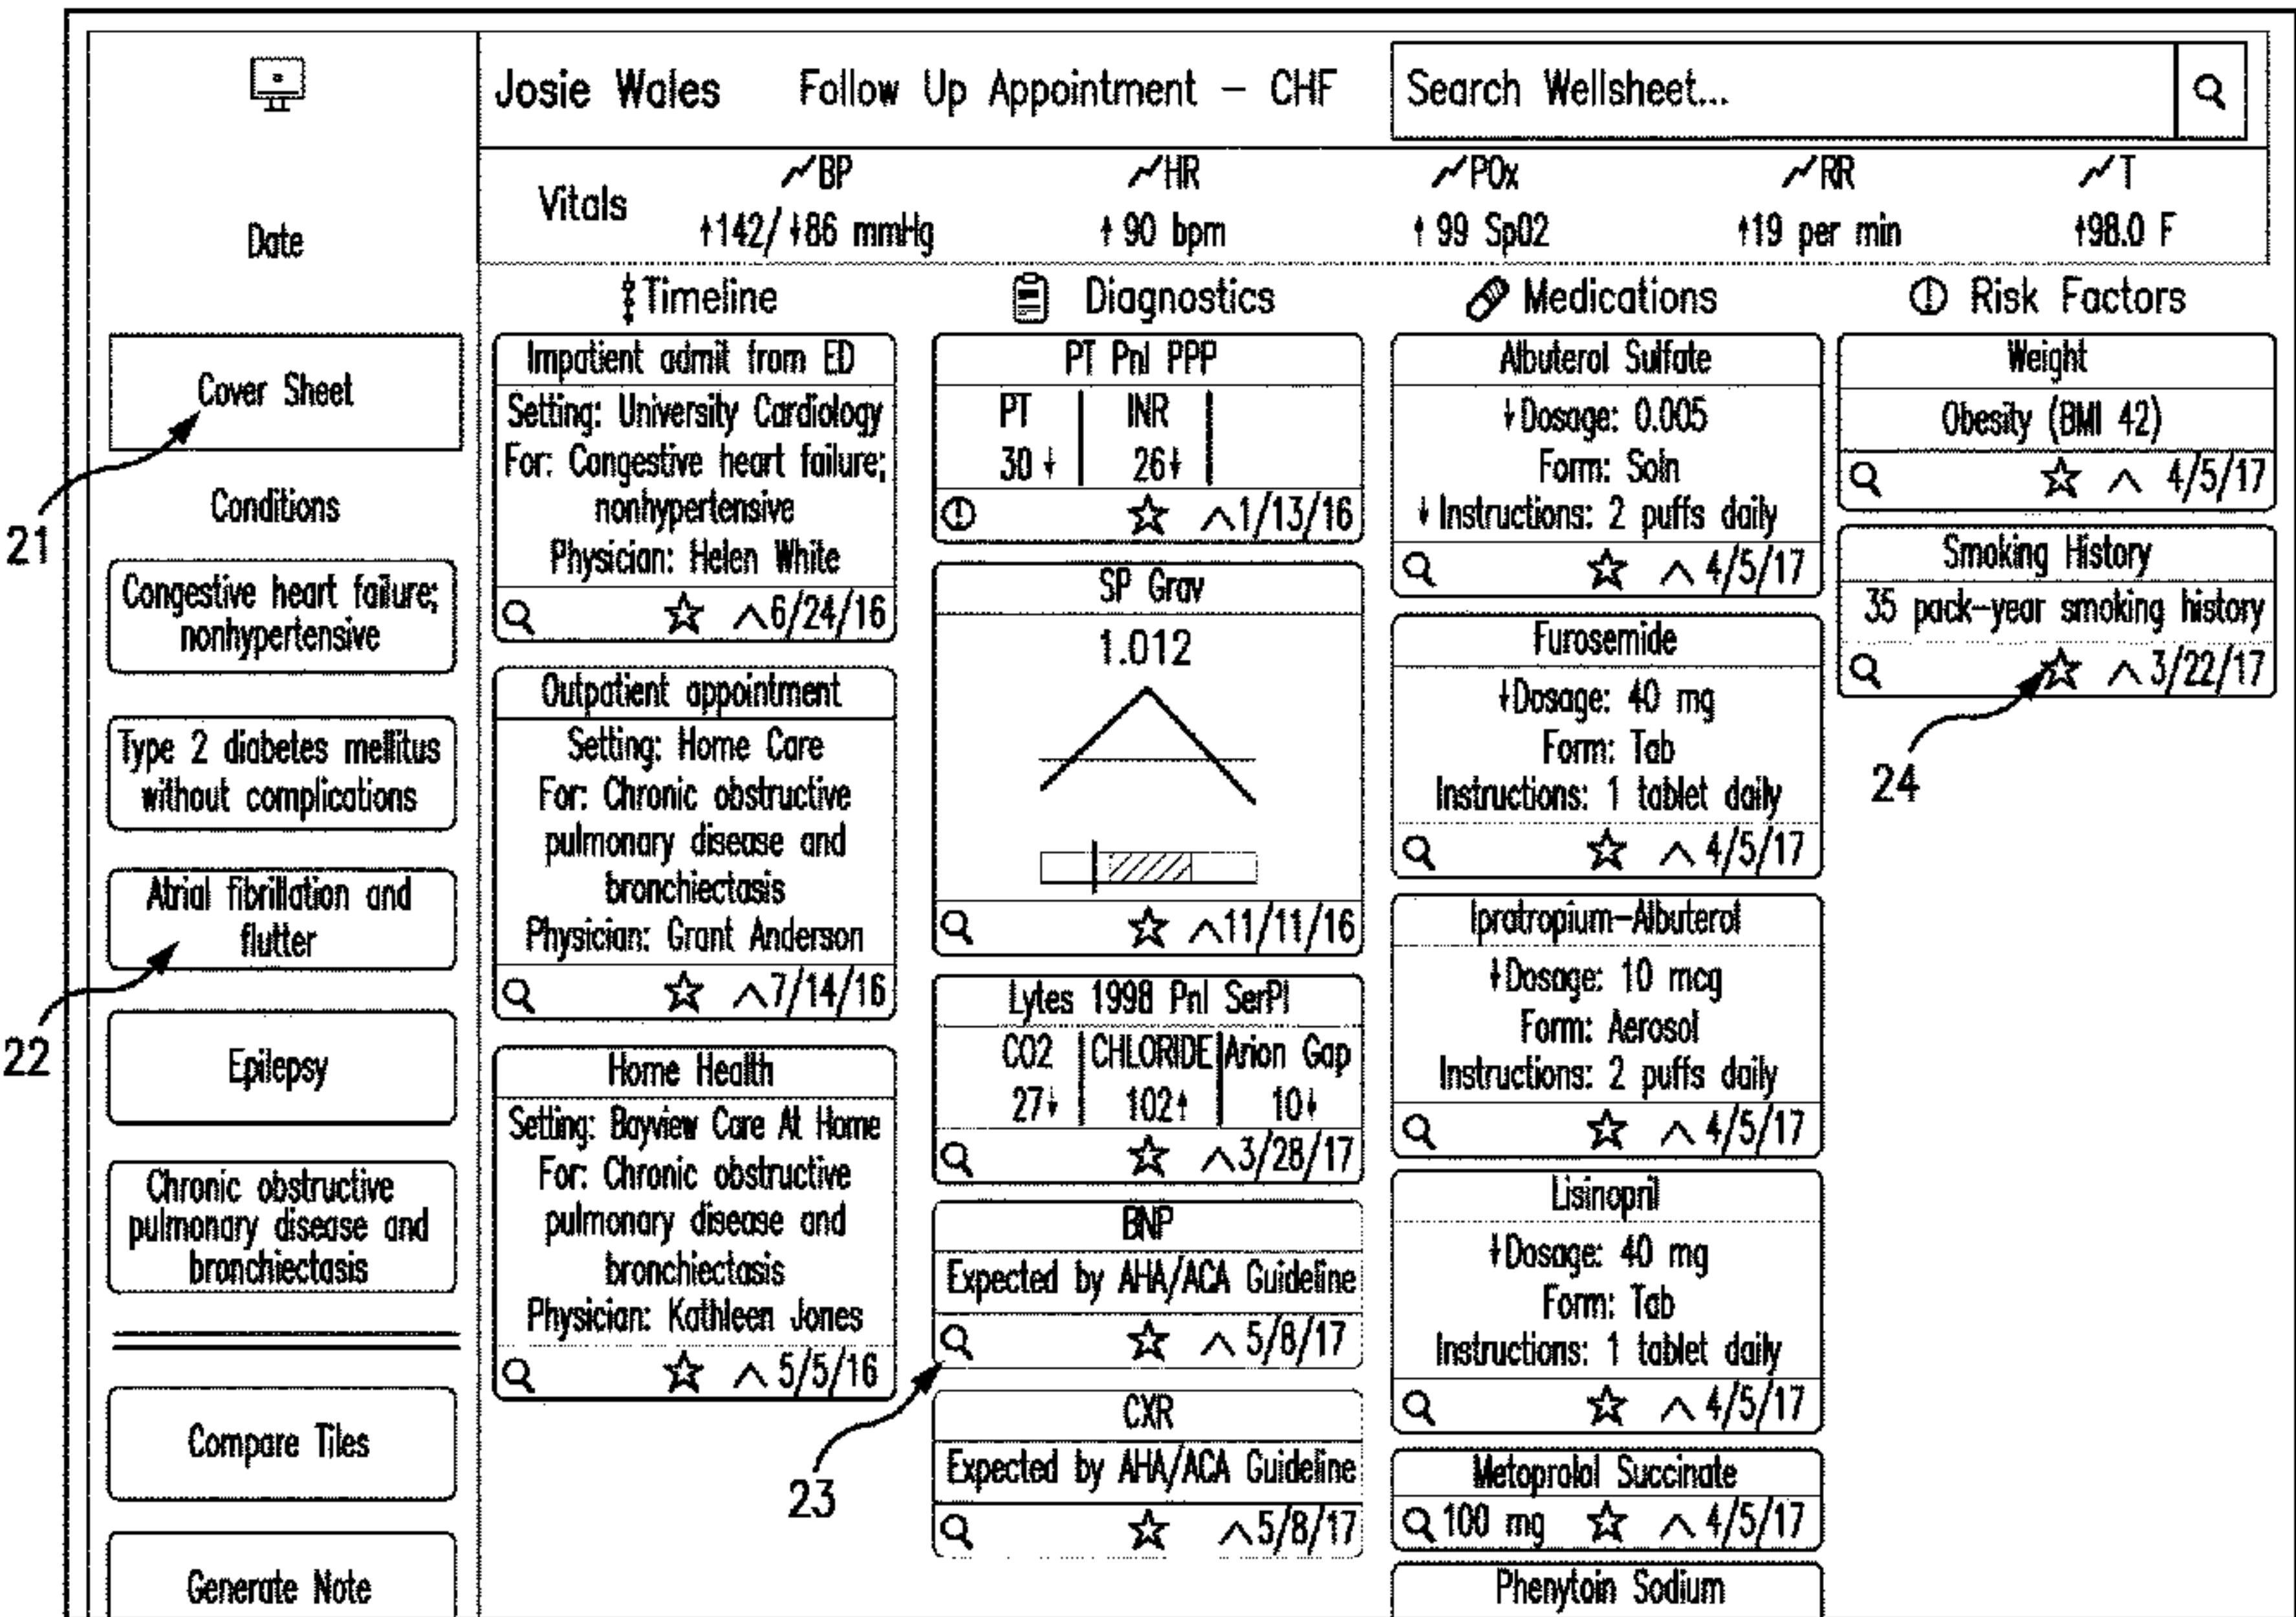 Josie Wales Follow Up Appointment – CHF
Search Wellsheet...
Vitals
BP
↑142/↓86 mmHg
HR
↑ 90 bpm
POx
↑ 99 Sp02
RR
↑19 per min
T
↑98.0 F
Date
Cover Sheet
21
Conditions
Congestive heart failure;
nonhypertensive
Type 2 diabetes mellitus
without complications
Atrial fibrillation and
flutter
22
Epilepsy
Chronic obstructive
pulmonary disease and
bronchiectasis
Compare Tiles
Generate Note
Timeline
Impatient admit from ED
Setting: University Cardiology
For: Congestive heart failure;
nonhypertensive
Physician: Helen White
6/24/16
Outpatient appointment
Setting: Home Care
For: Chronic obstructive
pulmonary disease and
bronchiectasis
Physician: Grant Anderson
7/14/16
Home Health
Setting: Bayview Care At Home
For: Chronic obstructive
pulmonary disease and
bronchiectasis
Physician: Kathleen Jones
5/5/16
Diagnostics
PT Pnl PPP
PT INR
30↓ 26↓
1/13/16
SP Grav
1.012
11/11/16
Lytes 1998 Pnl SerPl
CO2 CHLORIDE Arion Gap
27↓ 102↑ 10↓
3/28/17
BNP
Expected by AHA/ACA Guideline
5/8/17
23
CXR
Expected by AHA/ACA Guideline
5/8/17
Medications
Albuterol Sulfate
↓Dosage: 0.005
Form: Soln
↓ Instructions: 2 puffs daily
4/5/17
Furosemide
↓Dosage: 40 mg
Form: Tab
Instructions: 1 tablet daily
4/5/17
Ipratropium–Albuterol
↓Dosage: 10 mcg
Form: Aerosol
Instructions: 2 puffs daily
4/5/17
Lisinopril
↓Dosage: 40 mg
Form: Tab
Instructions: 1 tablet daily
4/5/17
Metoprolol Succinate
100 mg 4/5/17
Phenytoin Sodium
Risk Factors
Weight
Obesity (BMI 42)
4/5/17
Smoking History
35 pack–year smoking history
3/22/17
24